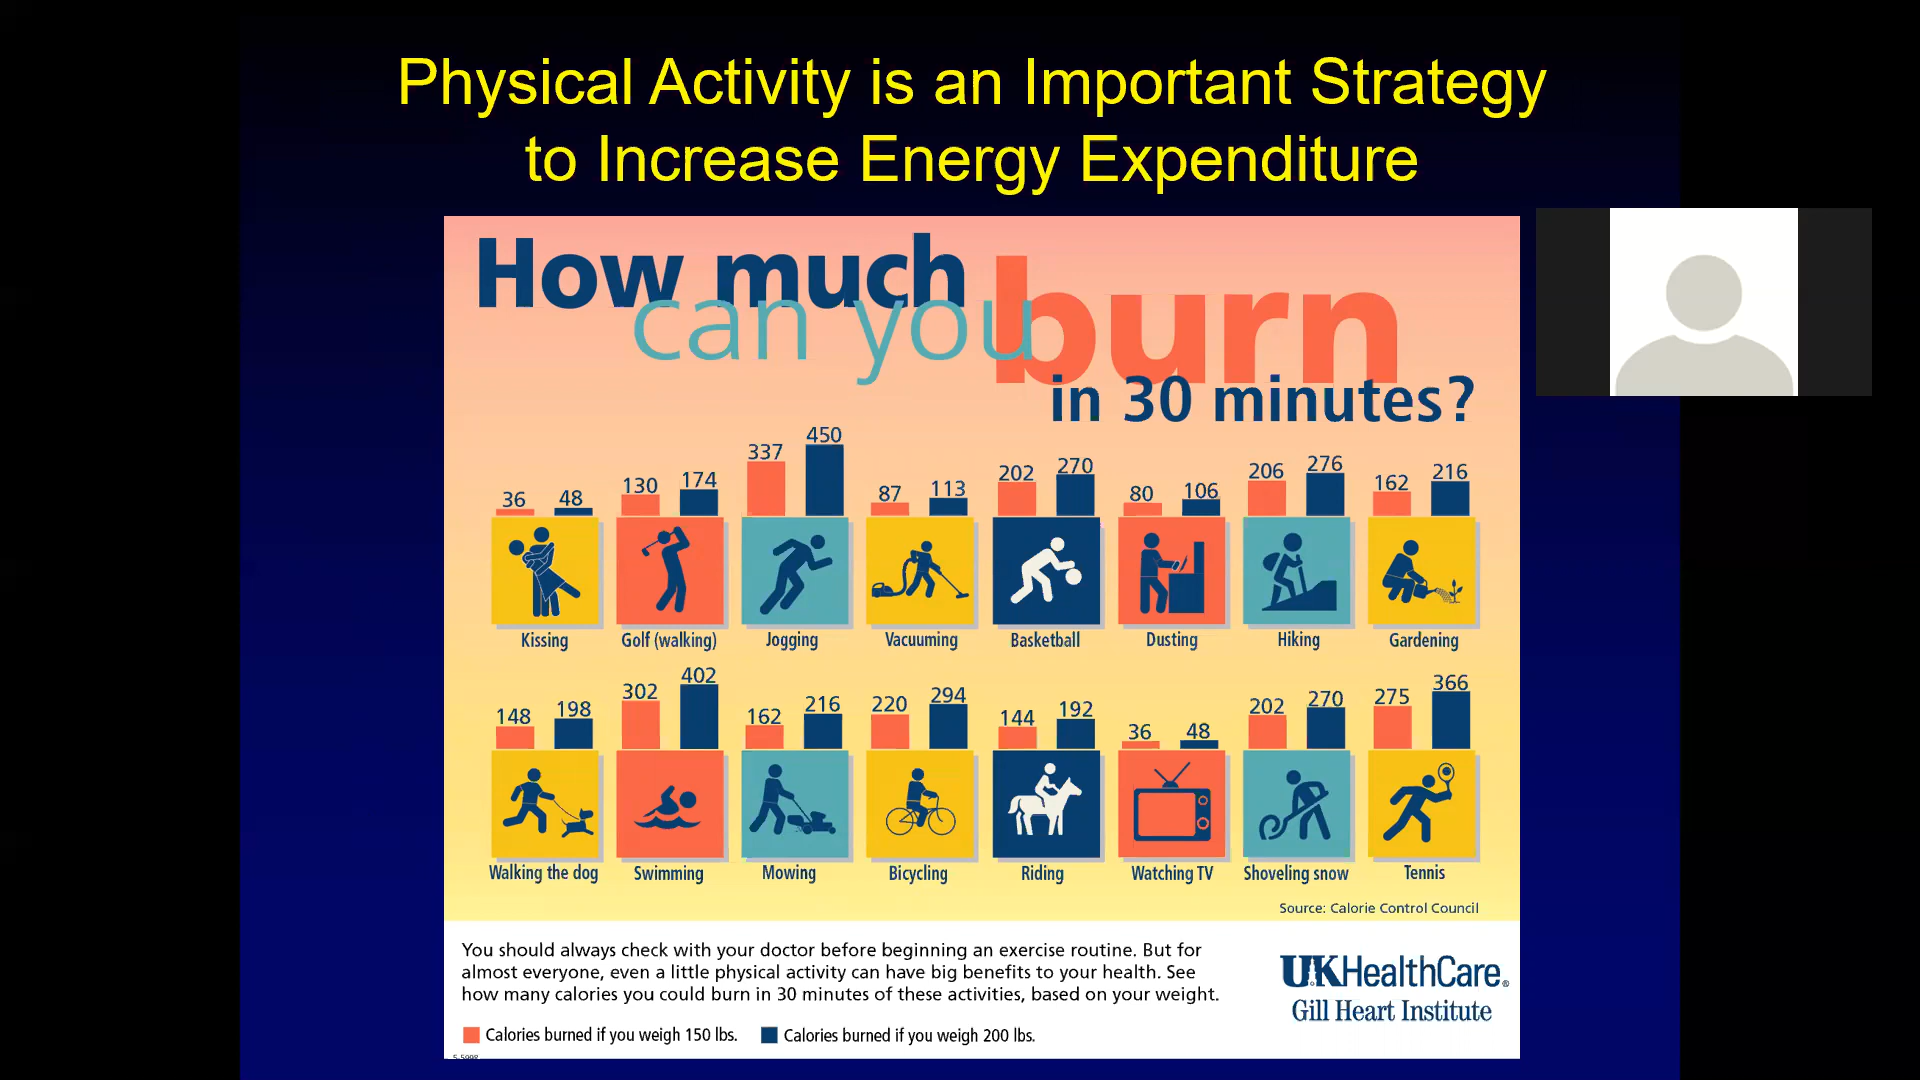 Physical Activity is an Important Strategy
to Increase Energy Expenditure
How much
can you burn
in 30 minutes?
36 48 130 174 337 450 87 113 202 270 80 106 206 276 162 216
Kissing Golf (walking) Jogging Vacuuming Basketball Dusting Hiking Gardening
148 198 302 402 162 216 220 294 144 192 36 48 202 270 275 366
Walking the dog Swimming Mowing Bicycling Riding Watching TV Shoveling snow Tennis
Source: Calorie Control Council
You should always check with your doctor before beginning an exercise routine. But for
almost everyone, even a little physical activity can have big benefits to your health. See
how many calories you could burn in 30 minutes of these activities, based on your weight.
UKHealthCare®
Gill Heart Institute
Calories burned if you weigh 150 lbs. Calories burned if you weigh 200 lbs.